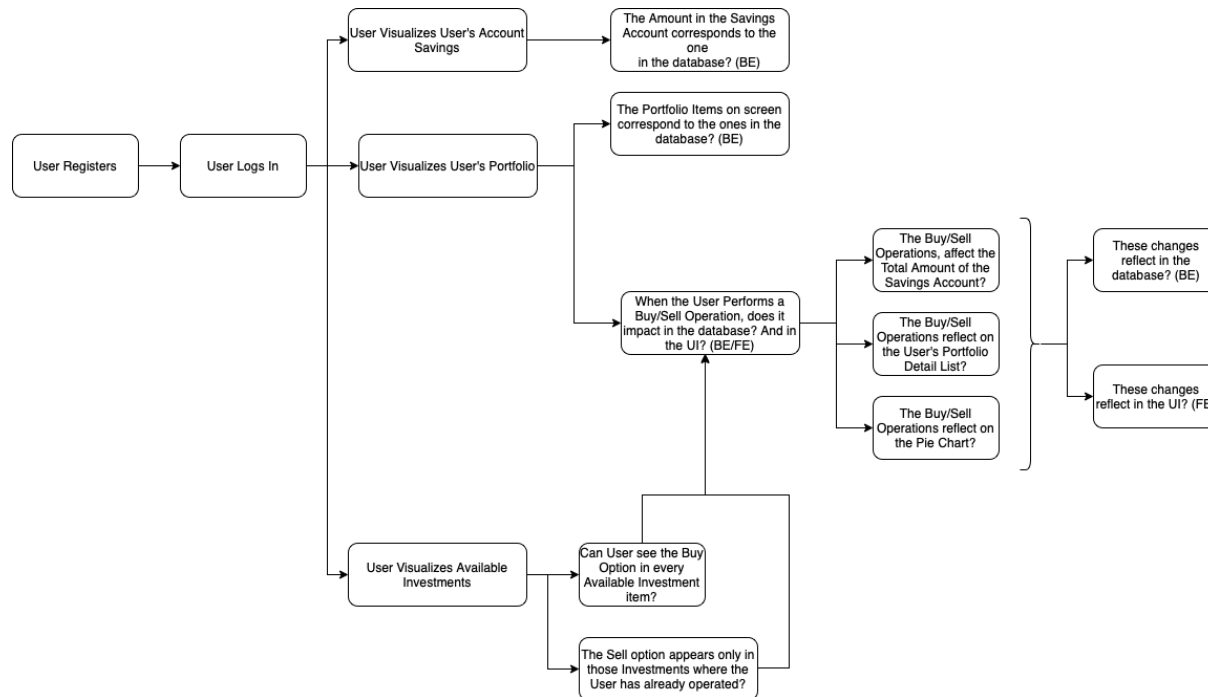 User Visualizes User's Account
Savings
The Amount in the Savings
Account corresponds to the
one
in the database? (BE)
The Portfolio Items on screen
correspond to the ones in the
database? (BE)
User Registers
User Logs In
User Visualizes User's Portfolio
When the User Performs a
Buy/Sell Operation, does it
impact in the database? And in
the UI? (BE/FE)
The Buy/Sell
Operations, affect the
Total Amount of the
Savings Account?
The Buy/Sell
Operations reflect on
the User's Portfolio
Detail List?
The Buy/Sell
Operations reflect on
the Pie Chart?
These changes
reflect in the
database? (BE)
These changes
reflect in the UI? (FE
User Visualizes Available
Investments
Can User see the Buy
Option in every
Available Investment
item?
The Sell option appears only in
those Investments where the
User has already operated?